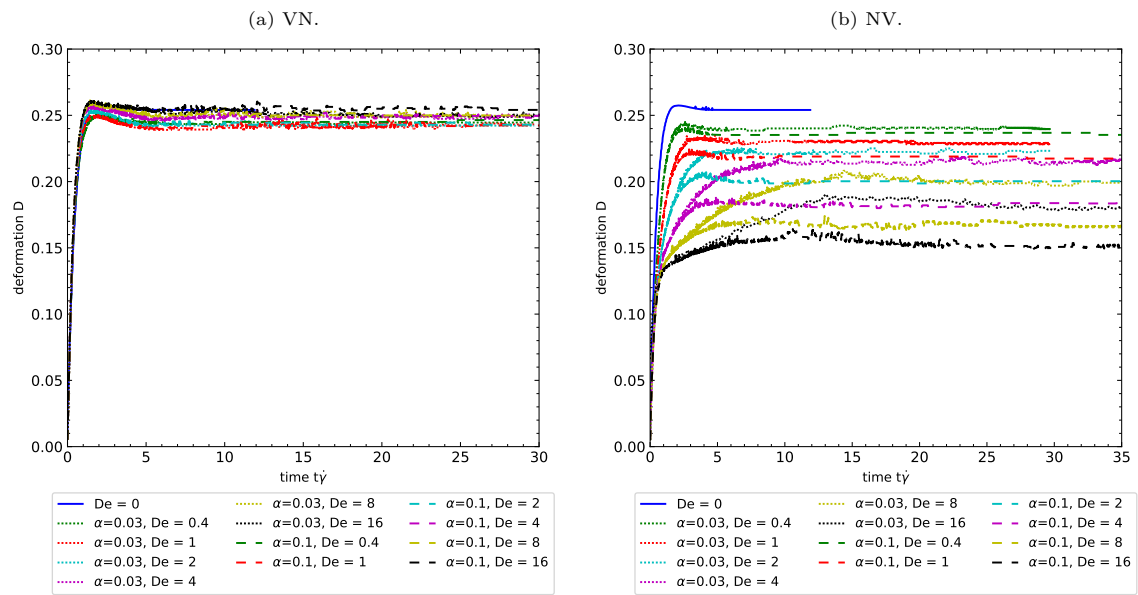 (a) VN.
0.30
0.25
0.20
0.15
0.10
0.05
0.00
deformation D
0 5 10 15 20 25 30
time tγ̇
De = 0
α=0.03, De = 0.4
α=0.03, De = 1
α=0.03, De = 2
α=0.03, De = 4
α=0.03, De = 8
α=0.03, De = 16
α=0.1, De = 0.4
α=0.1, De = 1
α=0.1, De = 2
α=0.1, De = 4
α=0.1, De = 8
α=0.1, De = 16
(b) NV.
0.30
0.25
0.20
0.15
0.10
0.05
0.00
deformation D
0 5 10 15 20 25 30 35
time tγ̇
De = 0
α=0.03, De = 0.4
α=0.03, De = 1
α=0.03, De = 2
α=0.03, De = 4
α=0.03, De = 8
α=0.03, De = 16
α=0.1, De = 0.4
α=0.1, De = 1
α=0.1, De = 2
α=0.1, De = 4
α=0.1, De = 8
α=0.1, De = 16